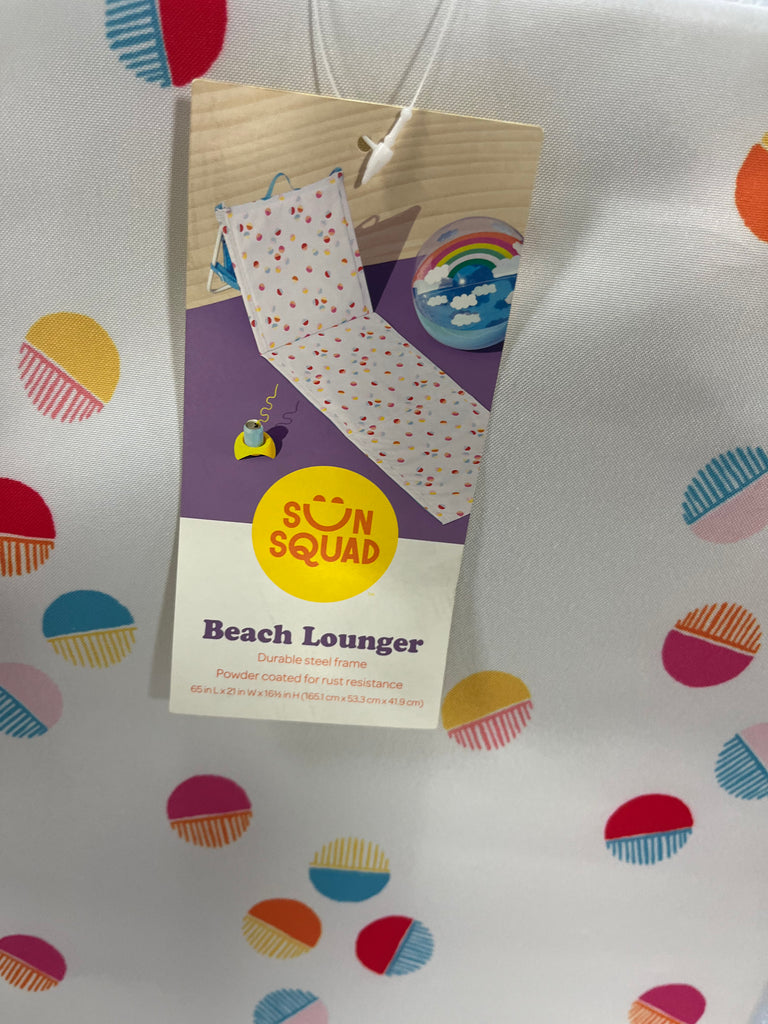 SUN
SQUAD
Beach Lounger
Durable steel frame
Powder coated for rust resistance
65 in L x 21 in W x 16½ in H (165.1 cm x 53.3 cm x 41.9 cm)